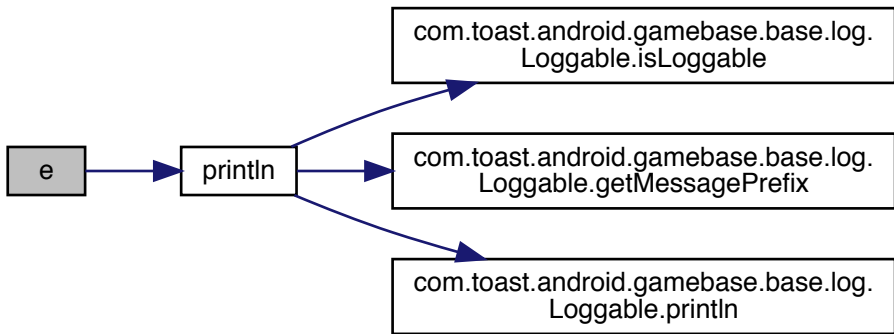 e
println
com.toast.android.gamebase.base.log.
Loggable.isLoggable
com.toast.android.gamebase.base.log.
Loggable.getMessagePrefix
com.toast.android.gamebase.base.log.
Loggable.println